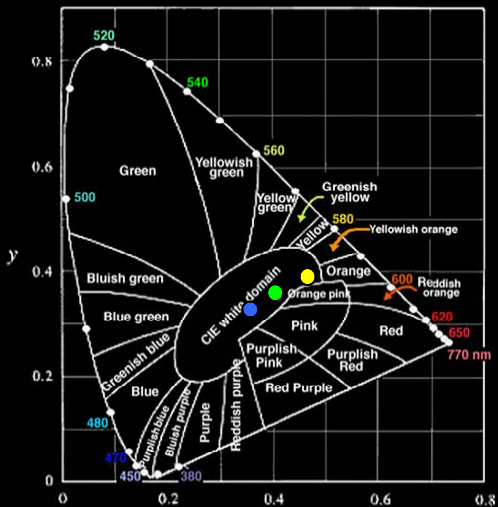 520
0.8
540
Green
Yellowish
green
560
0.6
Greenish
yellow
500
Yellow
green
580
Yellow
Yellowish orange
y
0.4
Bluish green
CIE white domain
Orange
600
Reddish
orange
Orange pink
Blue green
Pink
Red
620
650
770 nm
Greenish blue
Purplish
Pink
Purplish
Red
0.2
Blue
Red Purple
480
Purplish blue
Bluish purple
Purple
Reddish purple
470
450
380
0
0
0.2
0.4
0.6
0.8